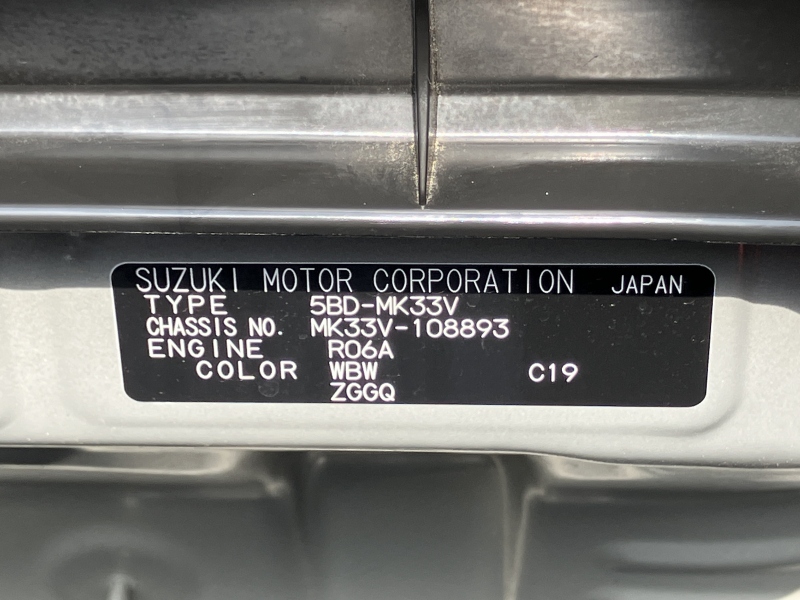 SUZUKI MOTOR CORPORATION JAPAN
TYPE 5BD-MK33V
CHASSIS NO. MK33V-108893
ENGINE R06A
COLOR WBW C19
ZGGQ